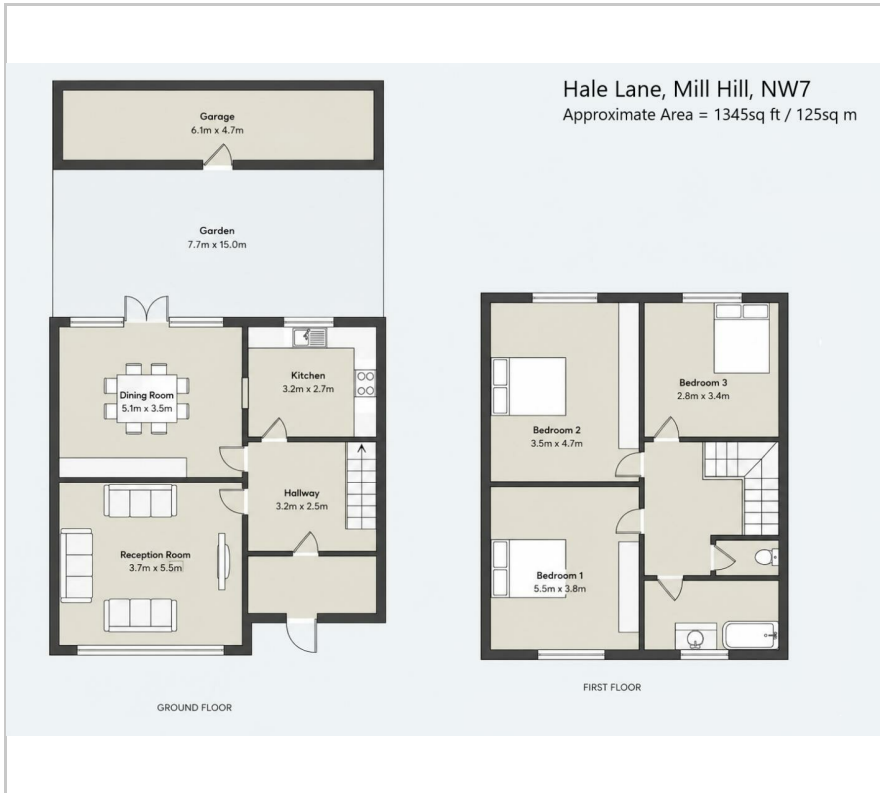 Hale Lane, Mill Hill, NW7
Approximate Area = 1345sq ft / 125sq m
Garage
6.1m x 4.7m
Garden
7.7m x 15.0m
Kitchen
3.2m x 2.7m
Dining Room
5.1m x 3.5m
Hallway
3.2m x 2.5m
Reception Room
3.7m x 5.5m
GROUND FLOOR
Bedroom 3
2.8m x 3.4m
Bedroom 2
3.5m x 4.7m
Bedroom 1
5.5m x 3.8m
FIRST FLOOR